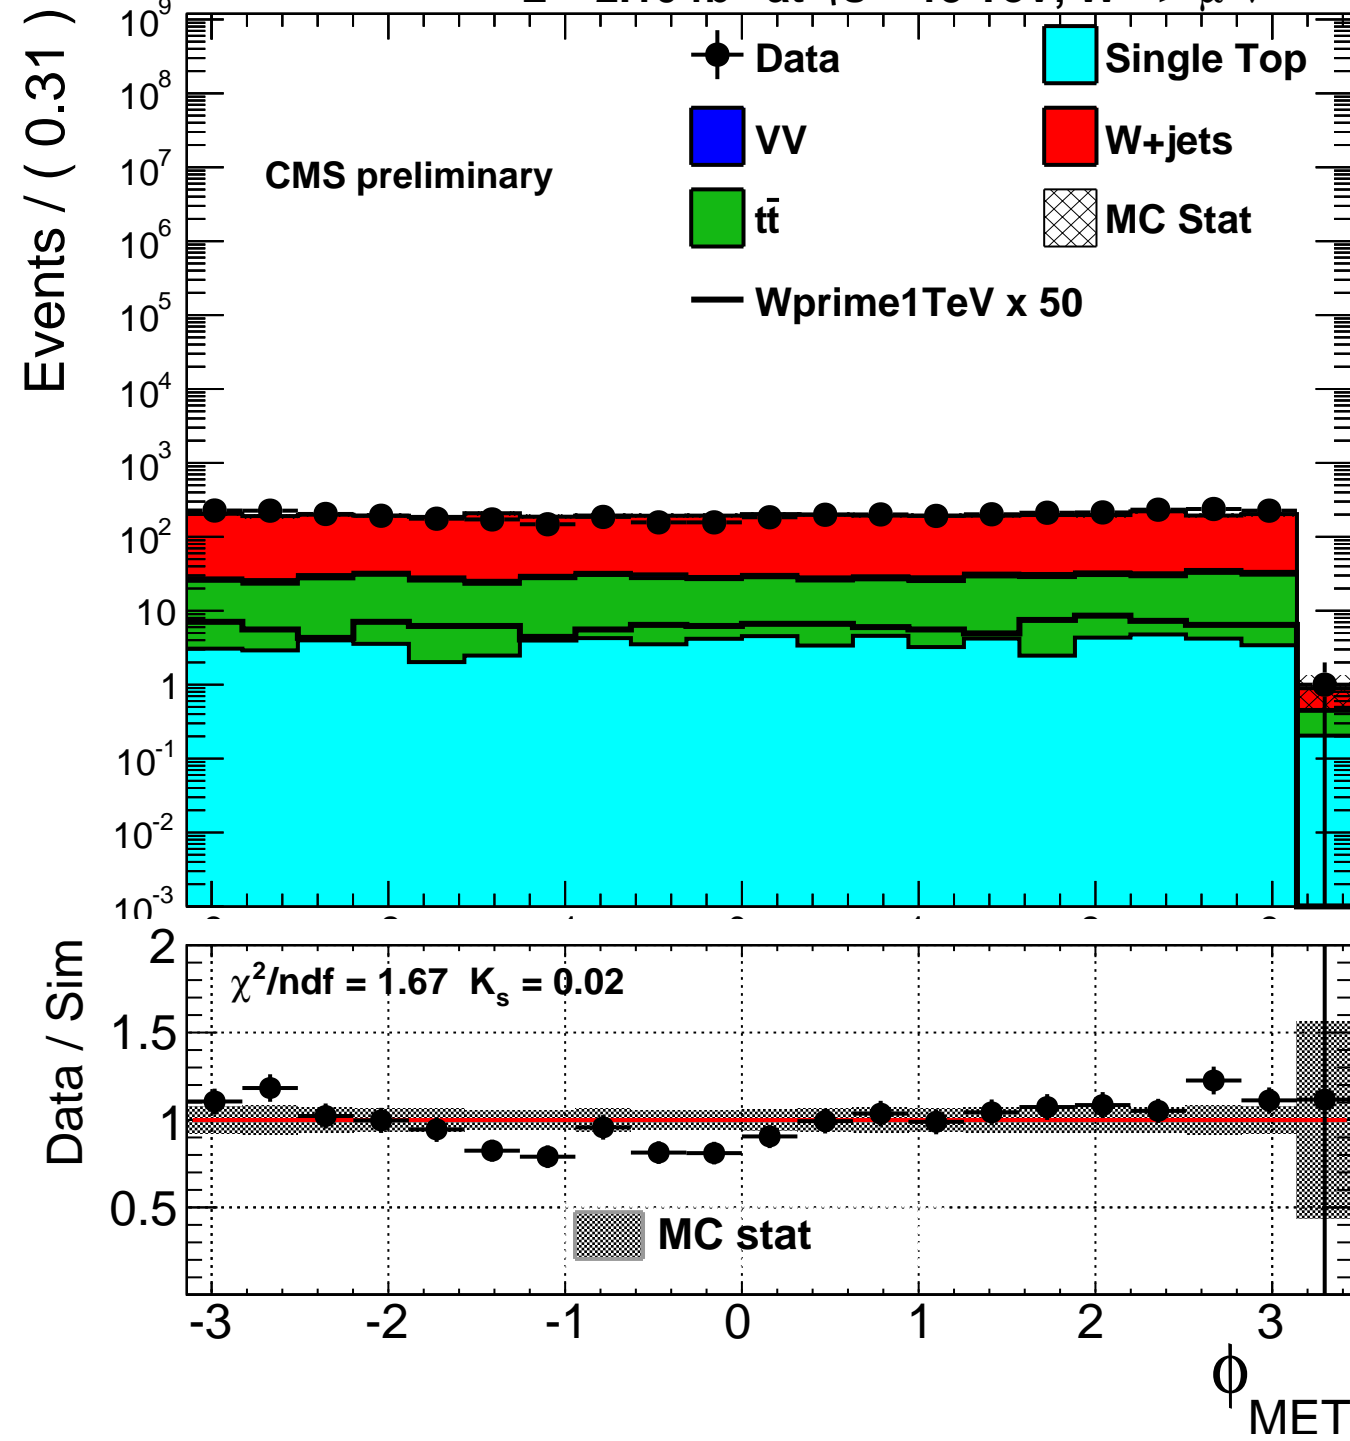 Events / ( 0.31 )
10⁹
10⁸
10⁷
10⁶
10⁵
10⁴
10³
10²
10
1
10⁻¹
10⁻²
10⁻³
CMS preliminary
Data
Single Top
VV
W+jets
tt̄
MC Stat
Wprime1TeV x 50
Data / Sim
2
1.5
1
0.5
χ²/ndf = 1.67 Kₛ = 0.02
MC stat
-3 -2 -1 0 1 2 3
ϕ_MET